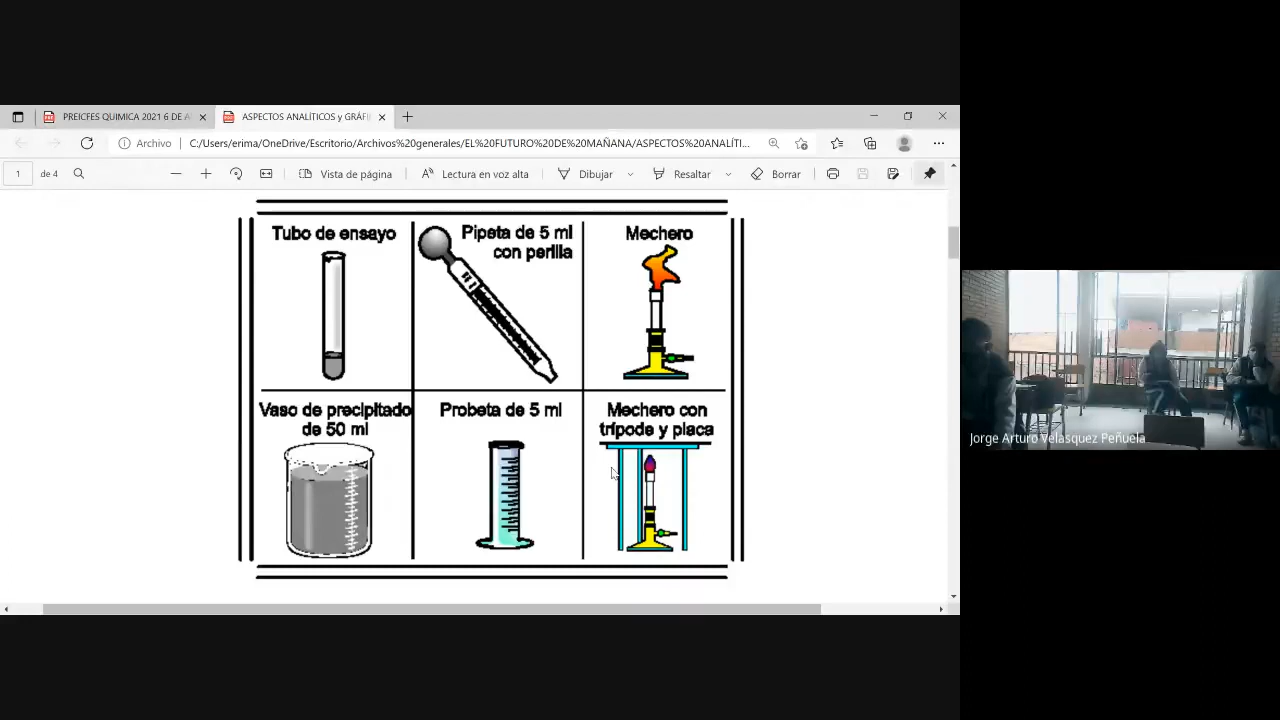 PREICFES QUIMICA 2021 6 DE A
ASPECTOS ANALÍTICOS y GRÁFI
Archivo
C:/Users/erima/OneDrive/Escritorio/Archivos%20generales/EL%20FUTURO%20DE%20MAÑANA/ASPECTOS%20ANALÍTI...
1 de 4
Vista de página
Lectura en voz alta
Dibujar
Resaltar
Borrar
Tubo de ensayo
Pipeta de 5 ml
con perilla
Mechero
Vaso de precipitado
de 50 ml
Probeta de 5 ml
Mechero con
trípode y placa
Jorge Arturo Velasquez Peñuela